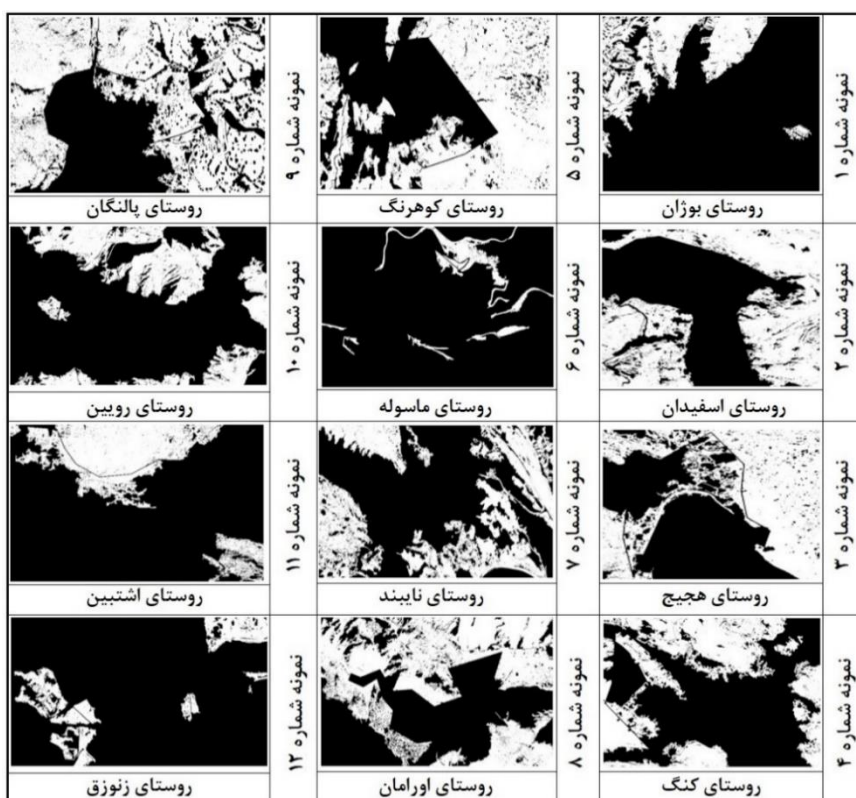 نمونه شماره ۱
روستای بوژان
نمونه شماره ۵
روستای کوهرنگ
نمونه شماره ۹
روستای پالنگان
نمونه شماره ۲
روستای اسفیدان
نمونه شماره ۶
روستای ماسوله
نمونه شماره ۱۰
روستای رویین
نمونه شماره ۳
روستای هجیج
نمونه شماره ۷
روستای نایبند
نمونه شماره ۱۱
روستای اشتبین
نمونه شماره ۴
روستای کنگ
نمونه شماره ۸
روستای اورامان
نمونه شماره ۱۲
روستای زنوزق